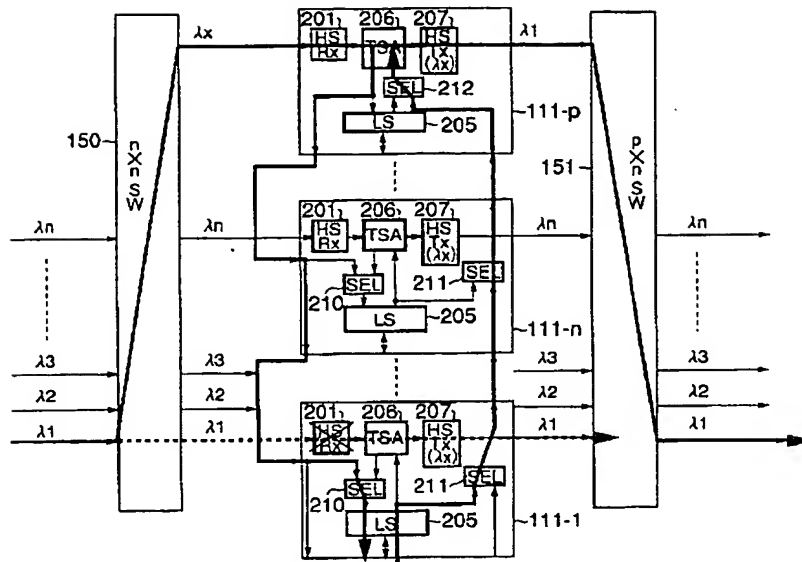 201 206 207
λx HS Rx TSA HS Tx (λx) λ1
SEL 212
LS 205 111-p
150 n×n SW
151 p×n SW
201 206 207
λn λn HS Rx TSA HS Tx (λx) λn λn
SEL 210 SEL 211
LS 205 111-n
λ3 λ3 λ3 λ3
λ2 λ2 λ2 λ2
201 206 207
λ1 λ1 HS Rx TSA HS Tx (λx) λ1 λ1
SEL 210 SEL 211
LS 205 111-1